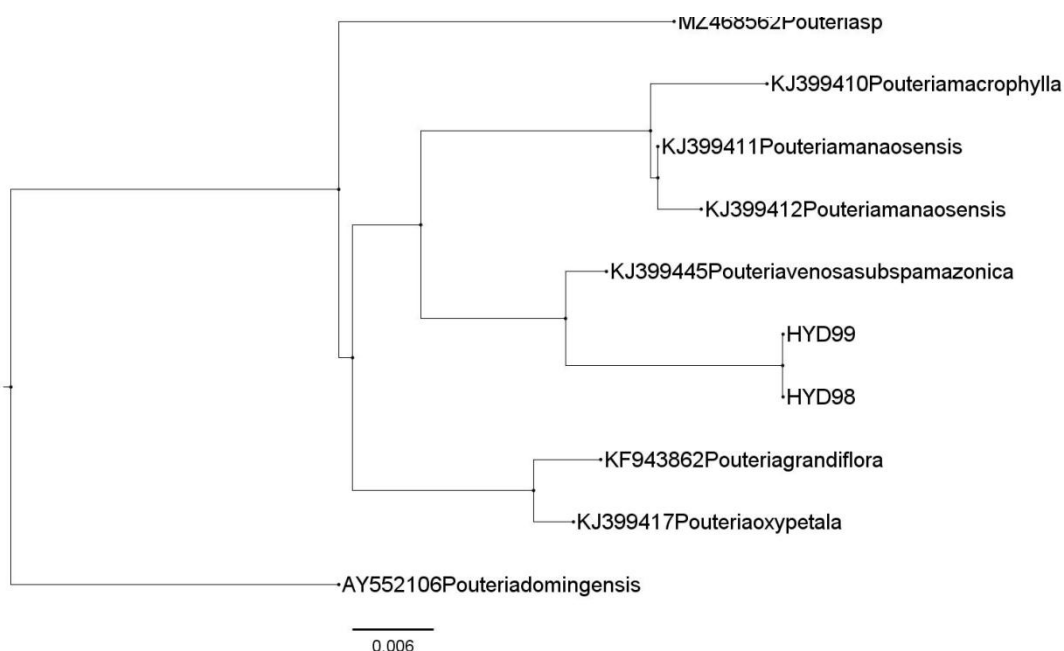 MZ468562Pouteriasp
KJ399410Pouteriamacrophylla
KJ399411Pouteriamanaosensis
KJ399412Pouteriamanaosensis
KJ399445Pouteriavenosasubspamazonica
HYD99
HYD98
KF943862Pouteriagrandiflora
KJ399417Pouteriaoxypetala
AY552106Pouteriadomingensis
0.006